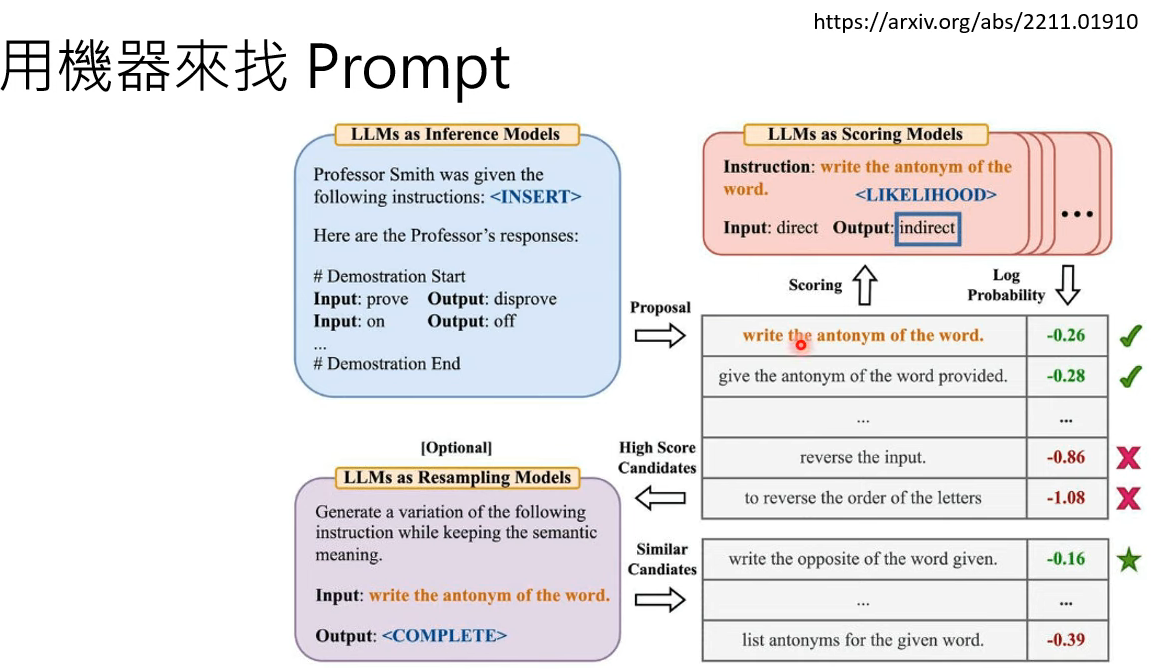 https://arxiv.org/abs/2211.01910
用機器來找 Prompt
LLMs as Inference Models
Professor Smith was given the
following instructions: <INSERT>
Here are the Professor's responses:
# Demostration Start
Input: prove Output: disprove
Input: on Output: off
...
# Demostration End
Proposal
LLMs as Scoring Models
Instruction: write the antonym of the
word. <LIKELIHOOD>
Input: direct Output: indirect
...
Scoring
Log
Probability
write the antonym of the word. -0.26
give the antonym of the word provided. -0.28
... ...
reverse the input. -0.86
to reverse the order of the letters -1.08
High Score
Candidates
[Optional]
LLMs as Resampling Models
Generate a variation of the following
instruction while keeping the semantic
meaning.
Input: write the antonym of the word.
Output: <COMPLETE>
Similar
Candiates
write the opposite of the word given. -0.16
... ...
list antonyms for the given word. -0.39